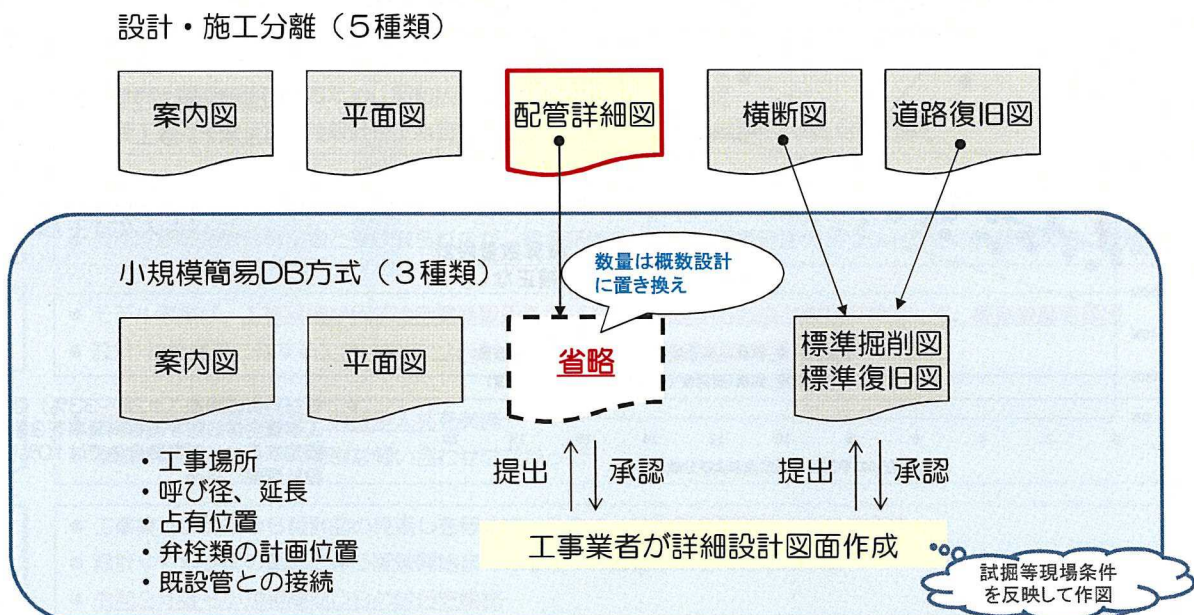 設計・施工分離（５種類）
案内図
平面図
配管詳細図
横断図
道路復旧図
小規模簡易DB方式（３種類）
数量は概数設計
に置き換え
案内図
平面図
省略
標準掘削図
標準復旧図
・工事場所
・呼び径、延長
・占有位置
・弁栓類の計画位置
・既設管との接続
提出
承認
提出
承認
工事業者が詳細設計図面作成
試掘等現場条件
を反映して作図